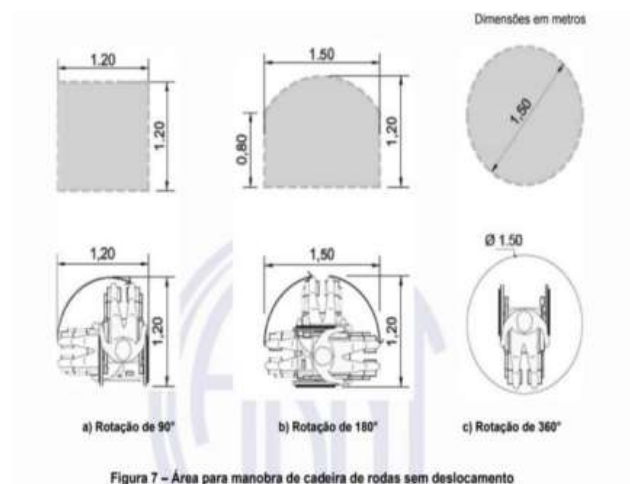 Dimensões em metros
1.20
1.50
1,50
1.20
0,80
1,20
1,20
1,50
Ø 1.50
1,20
1,20
a) Rotação de 90°
b) Rotação de 180°
c) Rotação de 360°
Figura 7 – Área para manobra de cadeira de rodas sem deslocamento